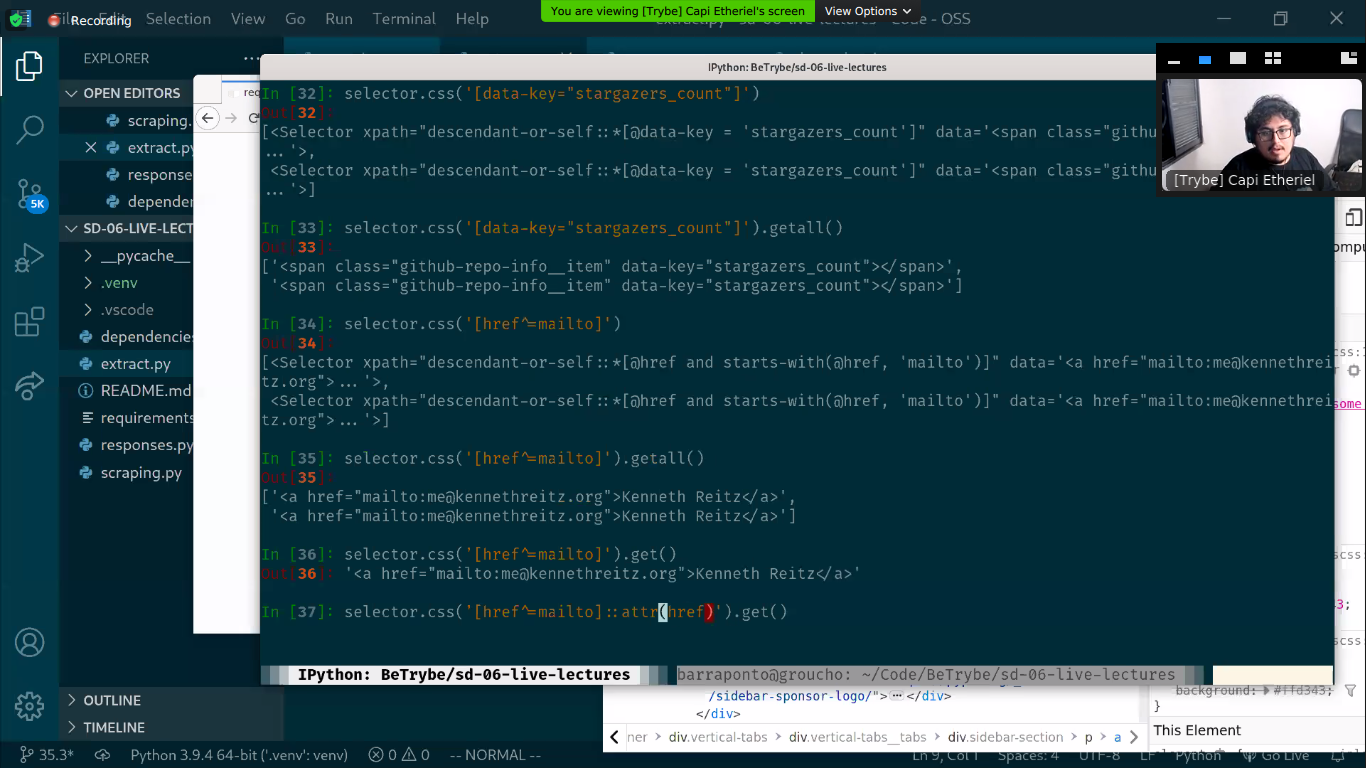 Recording
File Edit Selection View Go Run Terminal Help
You are viewing [Trybe] Capi Etheriel's screen
View Options
Code - OSS
EXPLORER
OPEN EDITORS
scraping.
extract.py
response
depender
SD-06-LIVE-LECT
__pycache__
.venv
.vscode
dependencies
extract.py
README.md
requirements
responses.py
scraping.py
OUTLINE
TIMELINE
5K
IPython: BeTrybe/sd-06-live-lectures
In [32]: selector.css('[data-key="stargazers_count"]')
Out[32]:
[<Selector xpath="descendant-or-self::*[@data-key = 'stargazers_count']" data='<span class="gith
... '>,
<Selector xpath="descendant-or-self::*[@data-key = 'stargazers_count']" data='<span class="gith
... '>]
In [33]: selector.css('[data-key="stargazers_count"]').getall()
Out[33]:
['<span class="github-repo-info__item" data-key="stargazers_count"></span>',
'<span class="github-repo-info__item" data-key="stargazers_count"></span>']
In [34]: selector.css('[href^=mailto]')
Out[34]:
[<Selector xpath="descendant-or-self::*[@href and starts-with(@href, 'mailto')]" data='<a href="mailto:me@kennethrei
tz.org">...'>,
<Selector xpath="descendant-or-self::*[@href and starts-with(@href, 'mailto')]" data='<a href="mailto:me@kennethrei
tz.org">...'>]
In [35]: selector.css('[href^=mailto]').getall()
Out[35]:
['<a href="mailto:me@kennethreitz.org">Kenneth Reitz</a>',
'<a href="mailto:me@kennethreitz.org">Kenneth Reitz</a>']
In [36]: selector.css('[href^=mailto]').get()
Out[36]: '<a href="mailto:me@kennethreitz.org">Kenneth Reitz</a>'
In [37]: selector.css('[href^=mailto]::attr(href)').get()
IPython: BeTrybe/sd-06-live-lectures
barraponto@groucho: ~/Code/BeTrybe/sd-06-live-lectures
[Trybe] Capi Etheriel
/sidebar-sponsor-logo/"> ... </div>
</div>
ner
div.vertical-tabs
div.vertical-tabs__tabs
div.sidebar-section
p
a
background: #ffd343;
}
This Element
35.3*
Python 3.9.4 64-bit ('.venv': venv)
0
0
-- NORMAL --
Ln 9, Col 1
Spaces: 4
UTF-8
LF
Python
Go Live